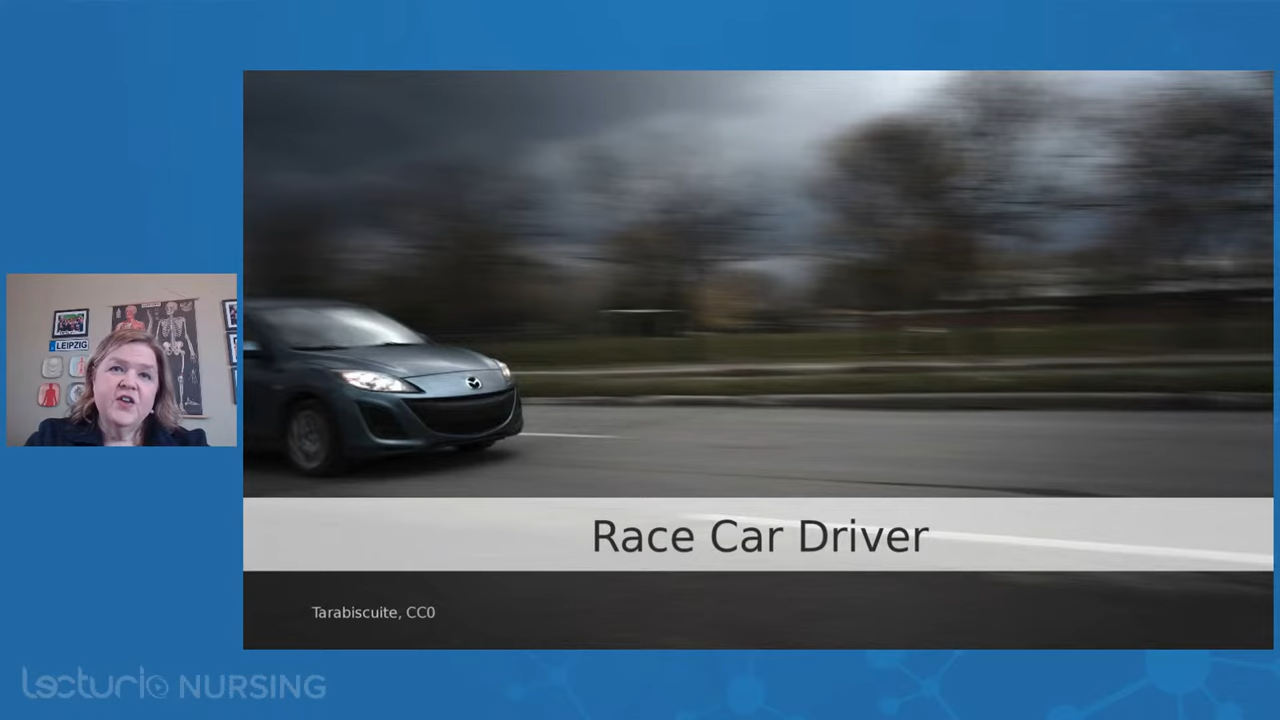 LEIPZIG
Race Car Driver
Tarabiscuite, CC0
lecturio NURSING